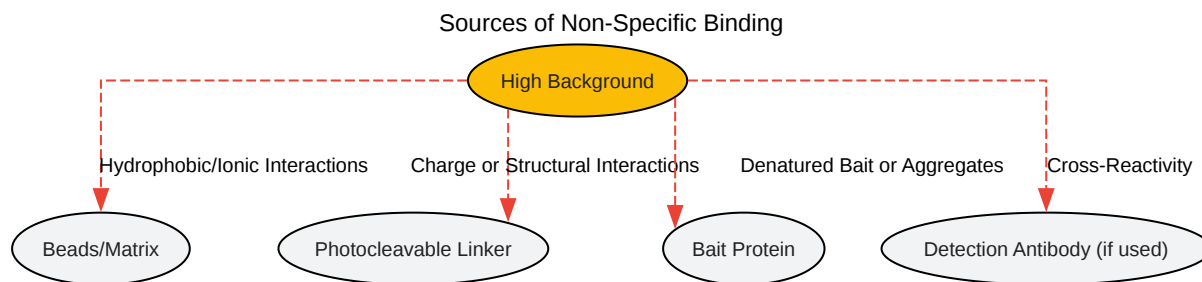 Sources of Non-Specific Binding
High Background
Hydrophobic/Ionic Interactions
Charge or Structural Interactions
Denatured Bait or Aggregates
Cross-Reactivity
Beads/Matrix
Photocleavable Linker
Bait Protein
Detection Antibody (if used)